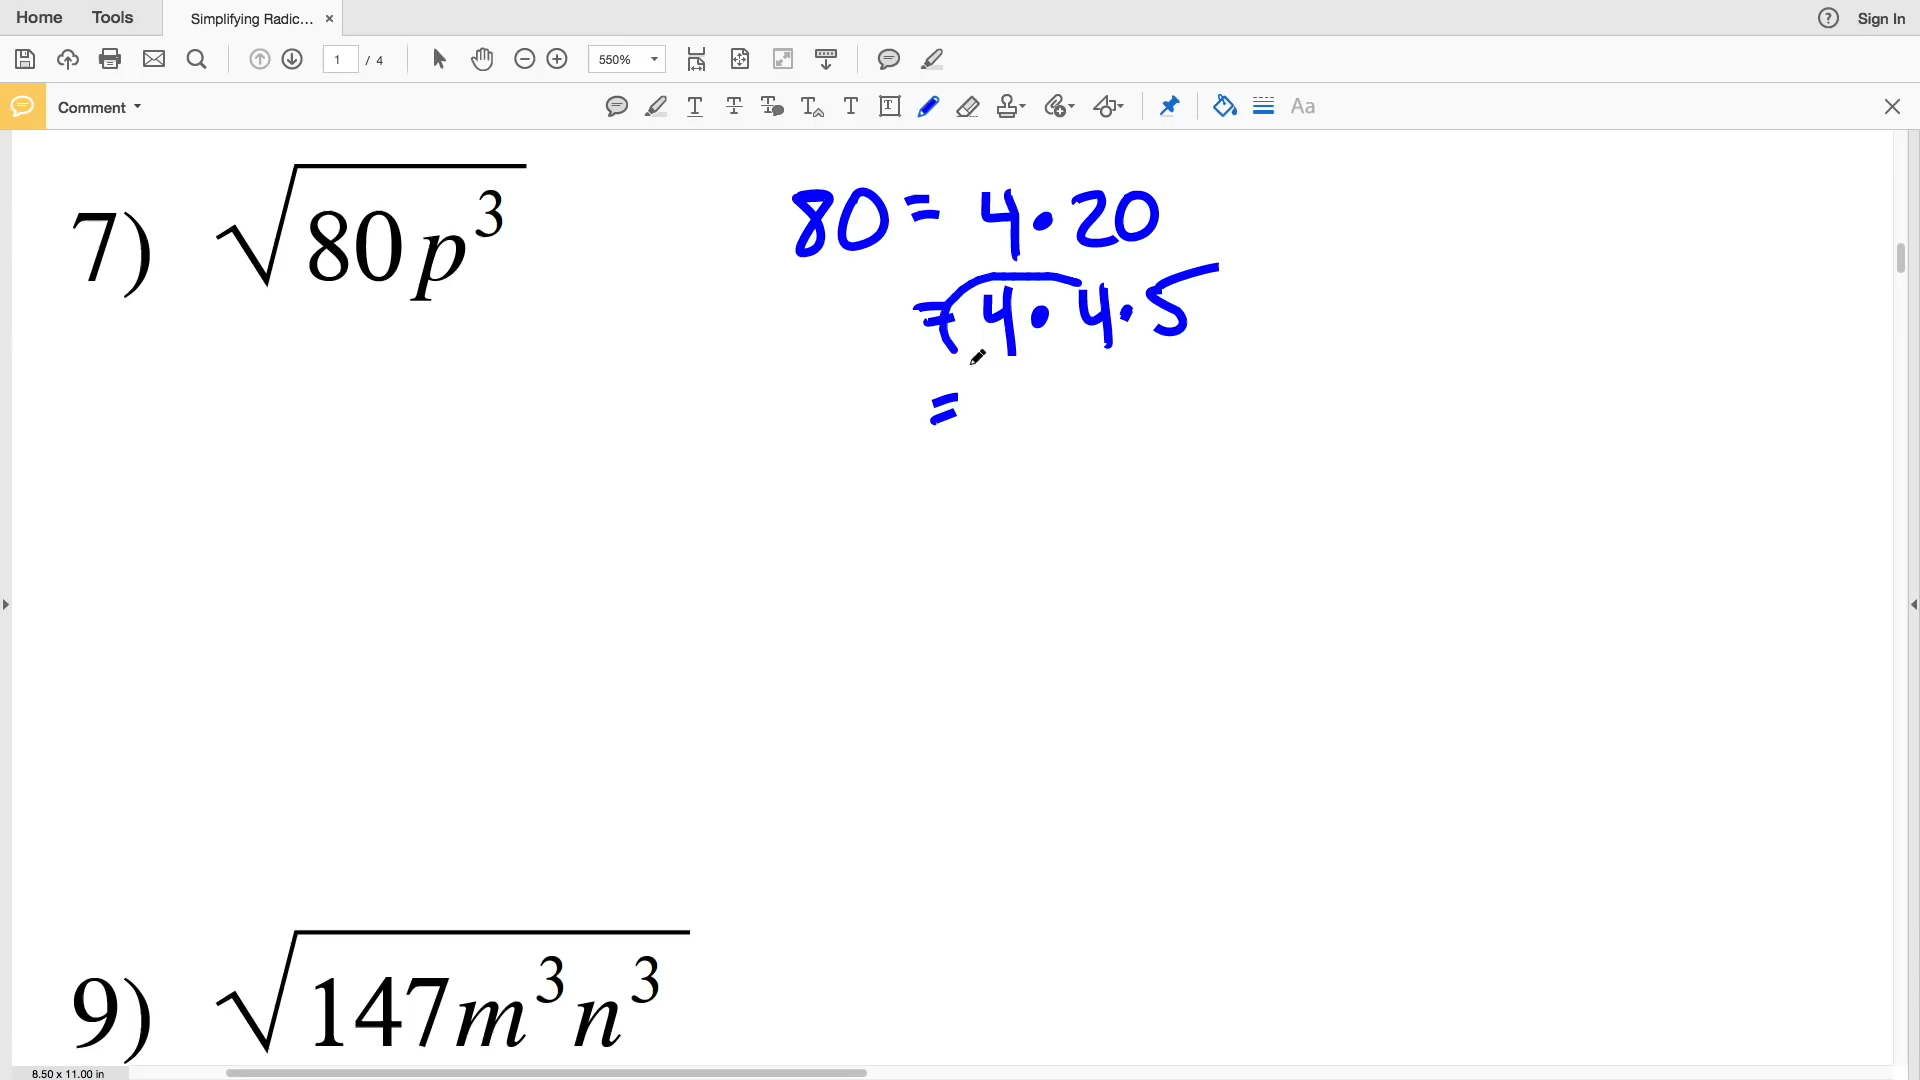 Home Tools Simplifying Radic... × ? Sign In
1 / 4 550%
Comment Aa
7) √80p³ 80 = 4 · 20
= 4 · 4 · 5
=
9) √147m³n³
8.50 x 11.00 in